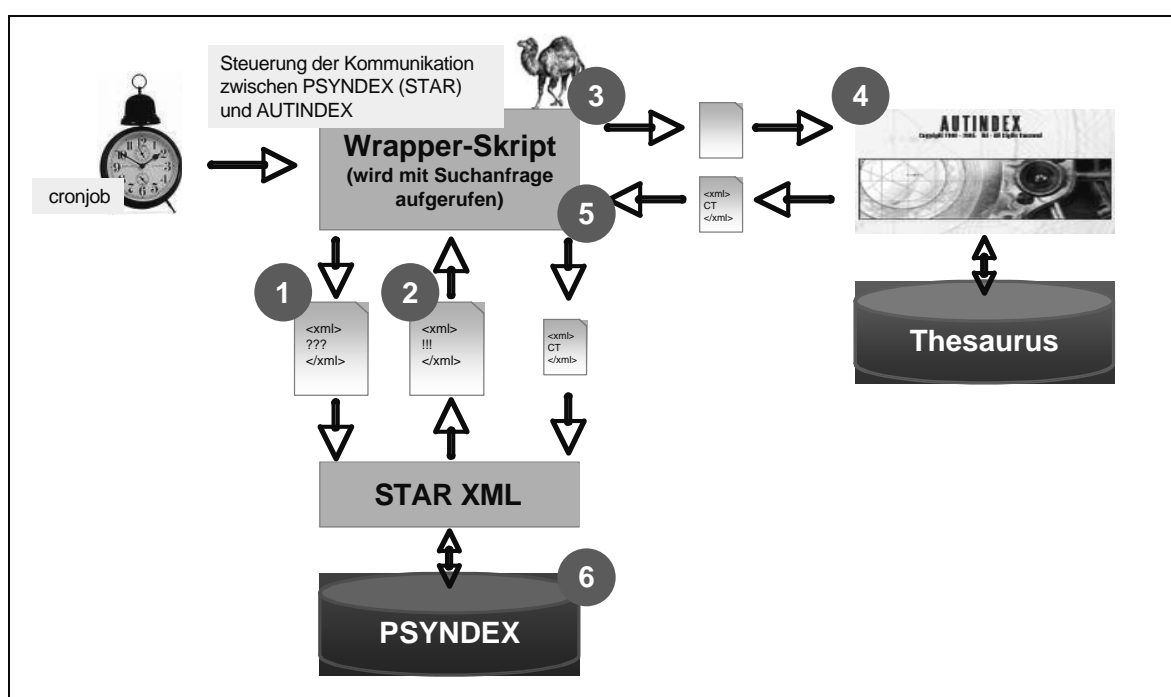 Steuerung der Kommunikation
zwischen PSYNDEX (STAR)
und AUTINDEX
cronjob
Wrapper-Skript
(wird mit Suchanfrage
aufgerufen)
3
4
5
<xml>
CT
</xml>
AUTINDEX
1
<xml>
???
</xml>
2
<xml>
!!!
</xml>
<xml>
CT
</xml>
Thesaurus
STAR XML
6
PSYNDEX